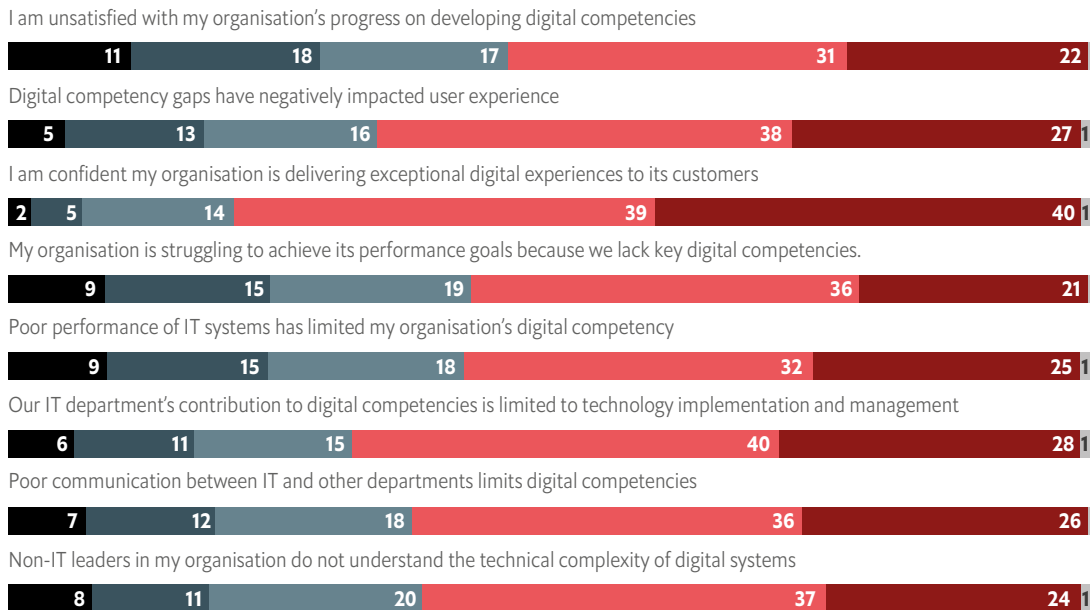 I am unsatisfied with my organisation’s progress on developing digital competencies
11 18 17 31 22
Digital competency gaps have negatively impacted user experience
5 13 16 38 27 1
I am confident my organisation is delivering exceptional digital experiences to its customers
2 5 14 39 40 1
My organisation is struggling to achieve its performance goals because we lack key digital competencies.
9 15 19 36 21
Poor performance of IT systems has limited my organisation’s digital competency
9 15 18 32 25 1
Our IT department’s contribution to digital competencies is limited to technology implementation and management
6 11 15 40 28 1
Poor communication between IT and other departments limits digital competencies
7 12 18 36 26
Non-IT leaders in my organisation do not understand the technical complexity of digital systems
8 11 20 37 24 1